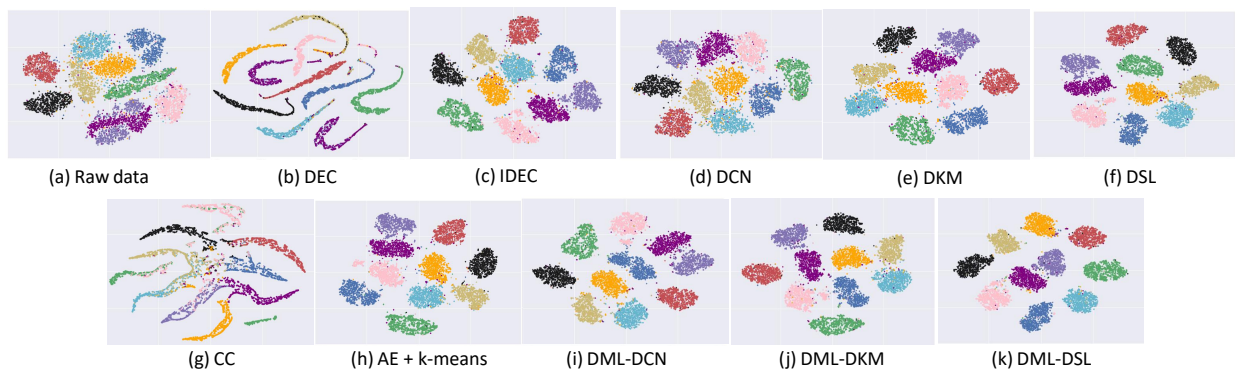 (a) Raw data
(b) DEC
(c) IDEC
(d) DCN
(e) DKM
(f) DSL
(g) CC
(h) AE + k-means
(i) DML-DCN
(j) DML-DKM
(k) DML-DSL